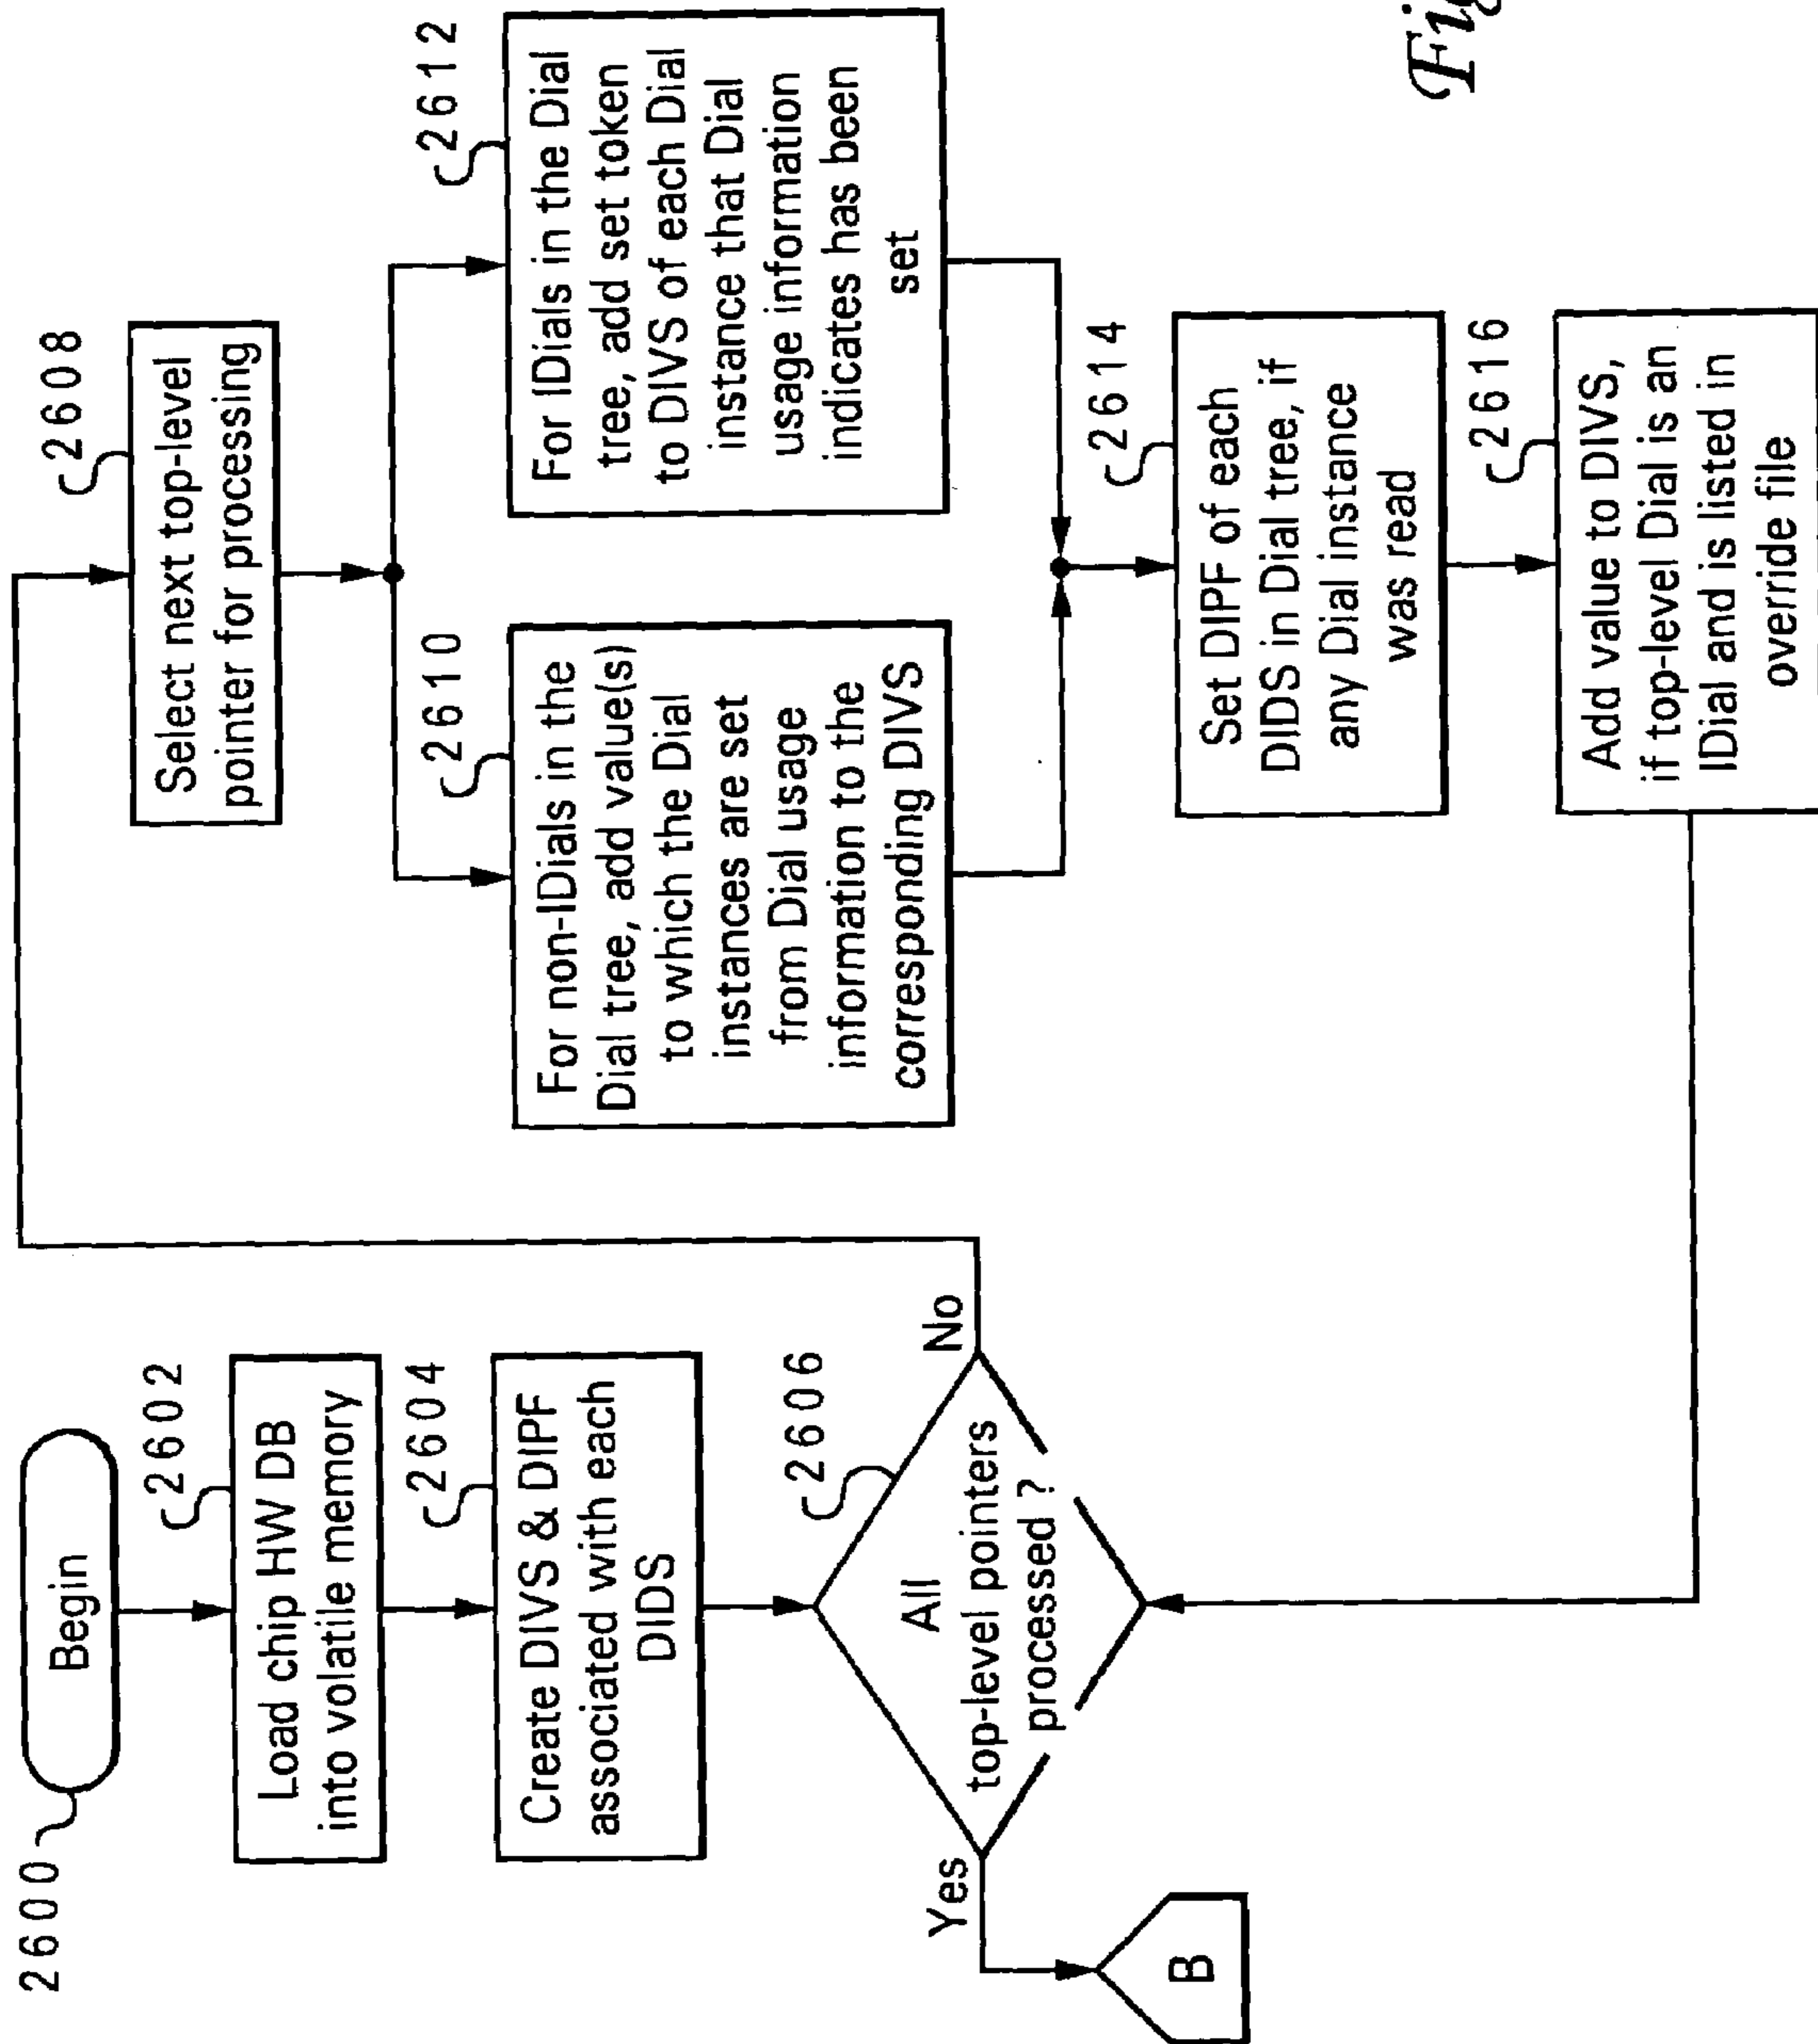 2600
Begin
2602
Load chip HW DB
into volatile memory
2604
Create DIVS & DIPF
associated with each
DIDS
2606
All
top-level pointers
processed ?
Yes
No
B
2608
Select next top-level
pointer for processing
2610
For non-IDials in the
Dial tree, add value(s)
to which the Dial
instances are set
from Dial usage
information to the
corresponding DIVS
2612
For IDials in the Dial
tree, add set token
to DIVS of each Dial
instance that Dial
usage information
indicates has been
set
2614
Set DIPF of each
DIDS in Dial tree, if
any Dial instance
was read
2616
Add value to DIVS,
if top-level Dial is an
IDial and is listed in
override file